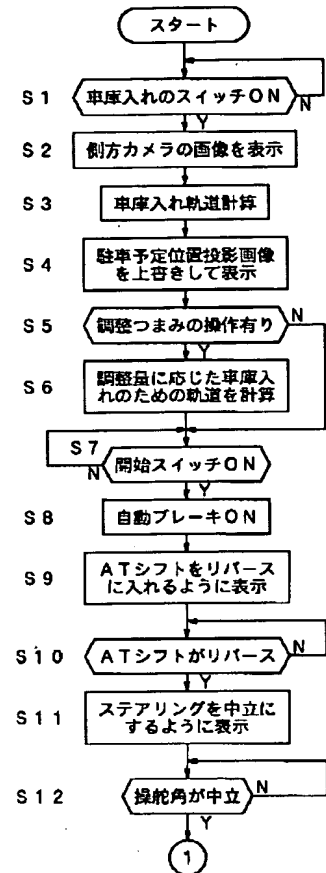 スタート
S1
車庫入れのスイッチON
N
Y
S2
側方カメラの画像を表示
S3
車庫入れ軌道計算
S4
駐車予定位置投影画像
を上書きして表示
S5
調整つまみの操作有り
N
Y
S6
調整量に応じた車庫入
れのための軌道を計算
S7
N
開始スイッチON
Y
S8
自動ブレーキON
S9
ATシフトをリバース
に入れるように表示
S10
ATシフトがリバース
N
Y
S11
ステアリングを中立に
するように表示
S12
操舵角が中立
N
Y
1